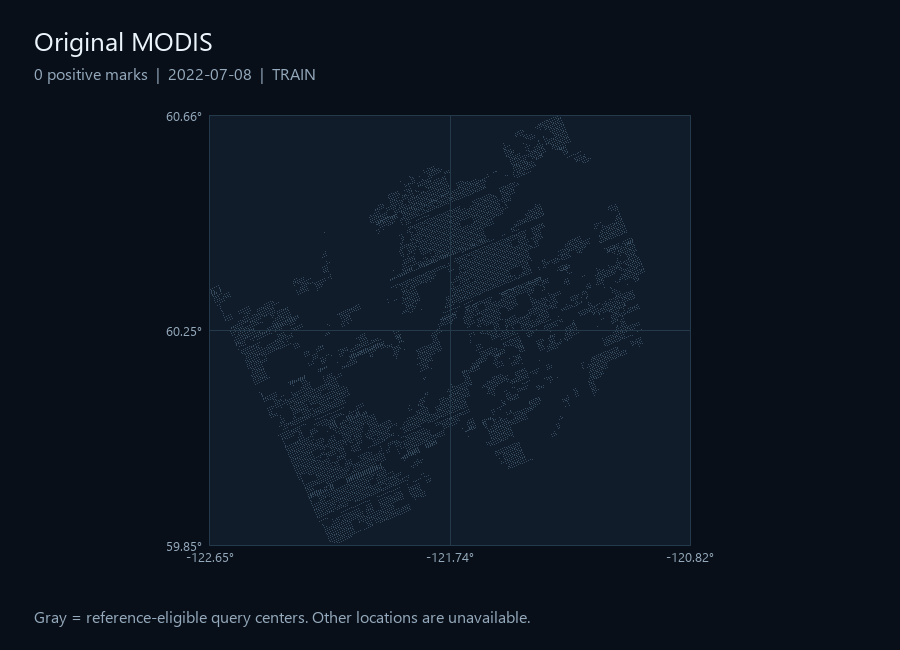 Original MODIS
0 positive marks | 2022-07-08 | TRAIN
60.66°
60.25°
59.85°
-122.65°
-121.74°
-120.82°
Gray = reference-eligible query centers. Other locations are unavailable.